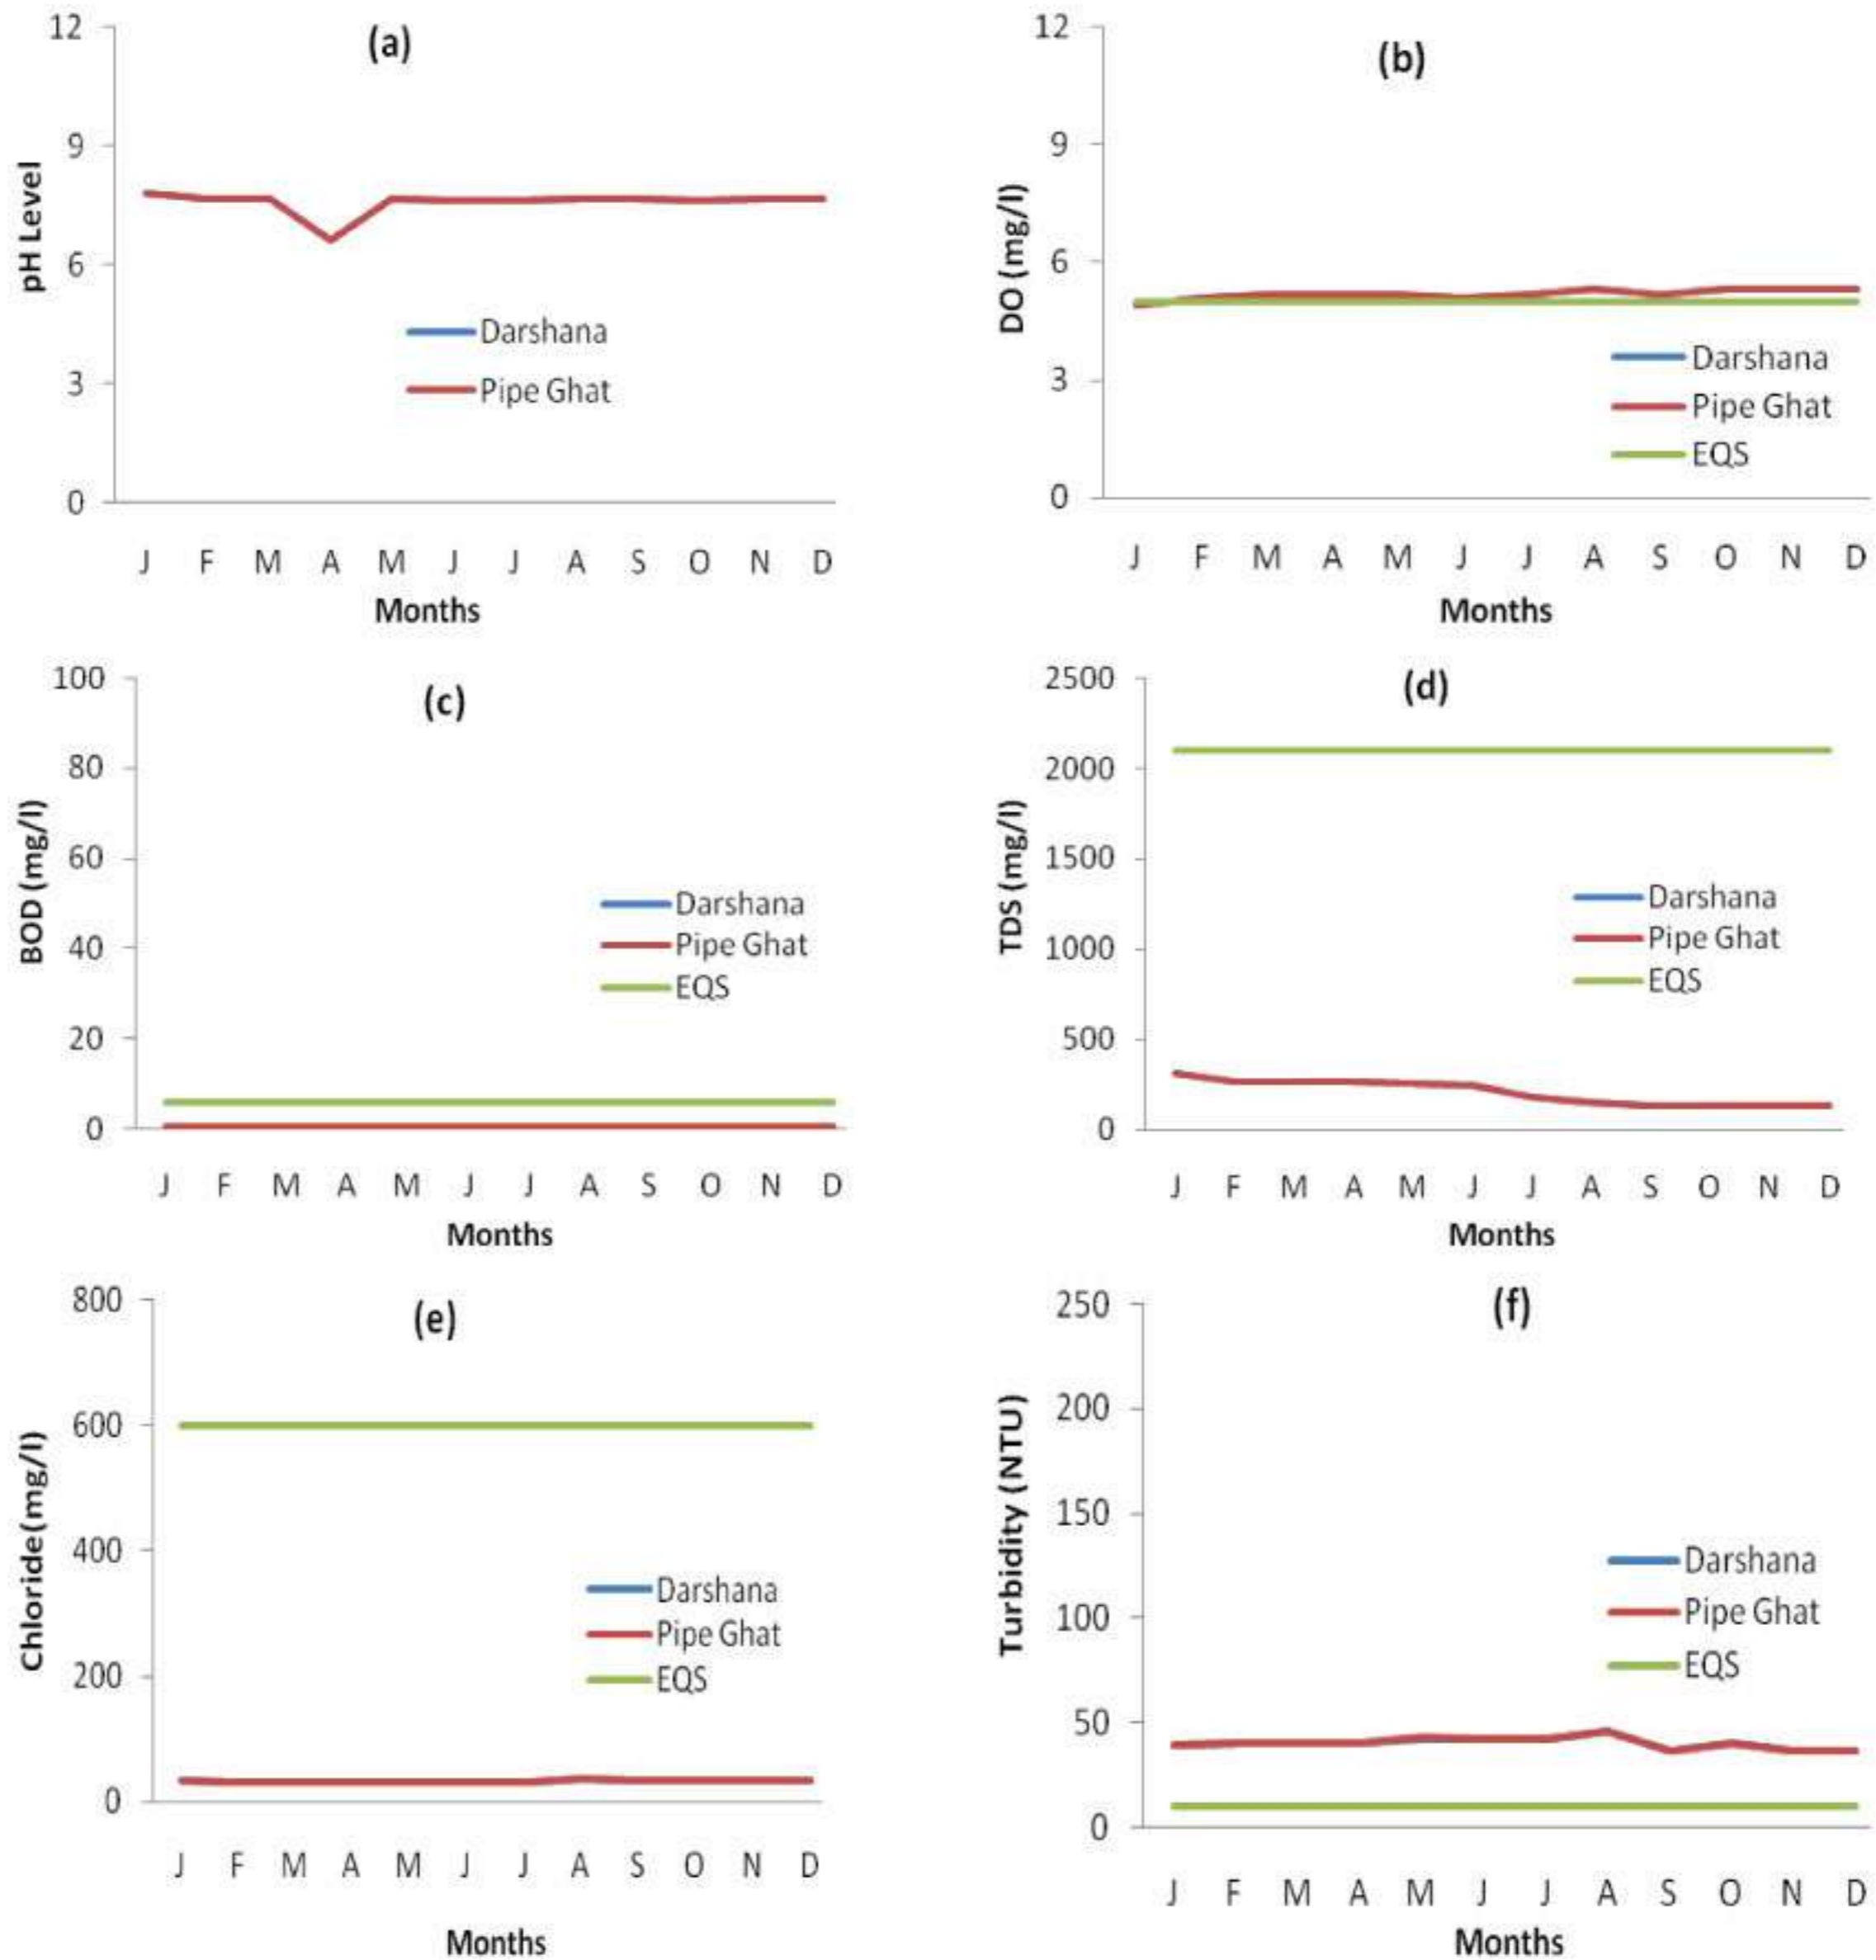 (a)
12
9
6
3
0
pH Level
Darshana
Pipe Ghat
J F M A M J J A S O N D
Months
(b)
12
9
6
3
0
DO (mg/l)
Darshana
Pipe Ghat
EQS
J F M A M J J A S O N D
Months
(c)
100
80
60
40
20
0
BOD (mg/l)
Darshana
Pipe Ghat
EQS
J F M A M J J A S O N D
Months
(d)
2500
2000
1500
1000
500
0
TDS (mg/l)
Darshana
Pipe Ghat
EQS
J F M A M J J A S O N D
Months
(e)
800
600
400
200
0
Chloride(mg/l)
Darshana
Pipe Ghat
EQS
J F M A M J J A S O N D
Months
(f)
250
200
150
100
50
0
Turbidity (NTU)
Darshana
Pipe Ghat
EQS
J F M A M J J A S O N D
Months